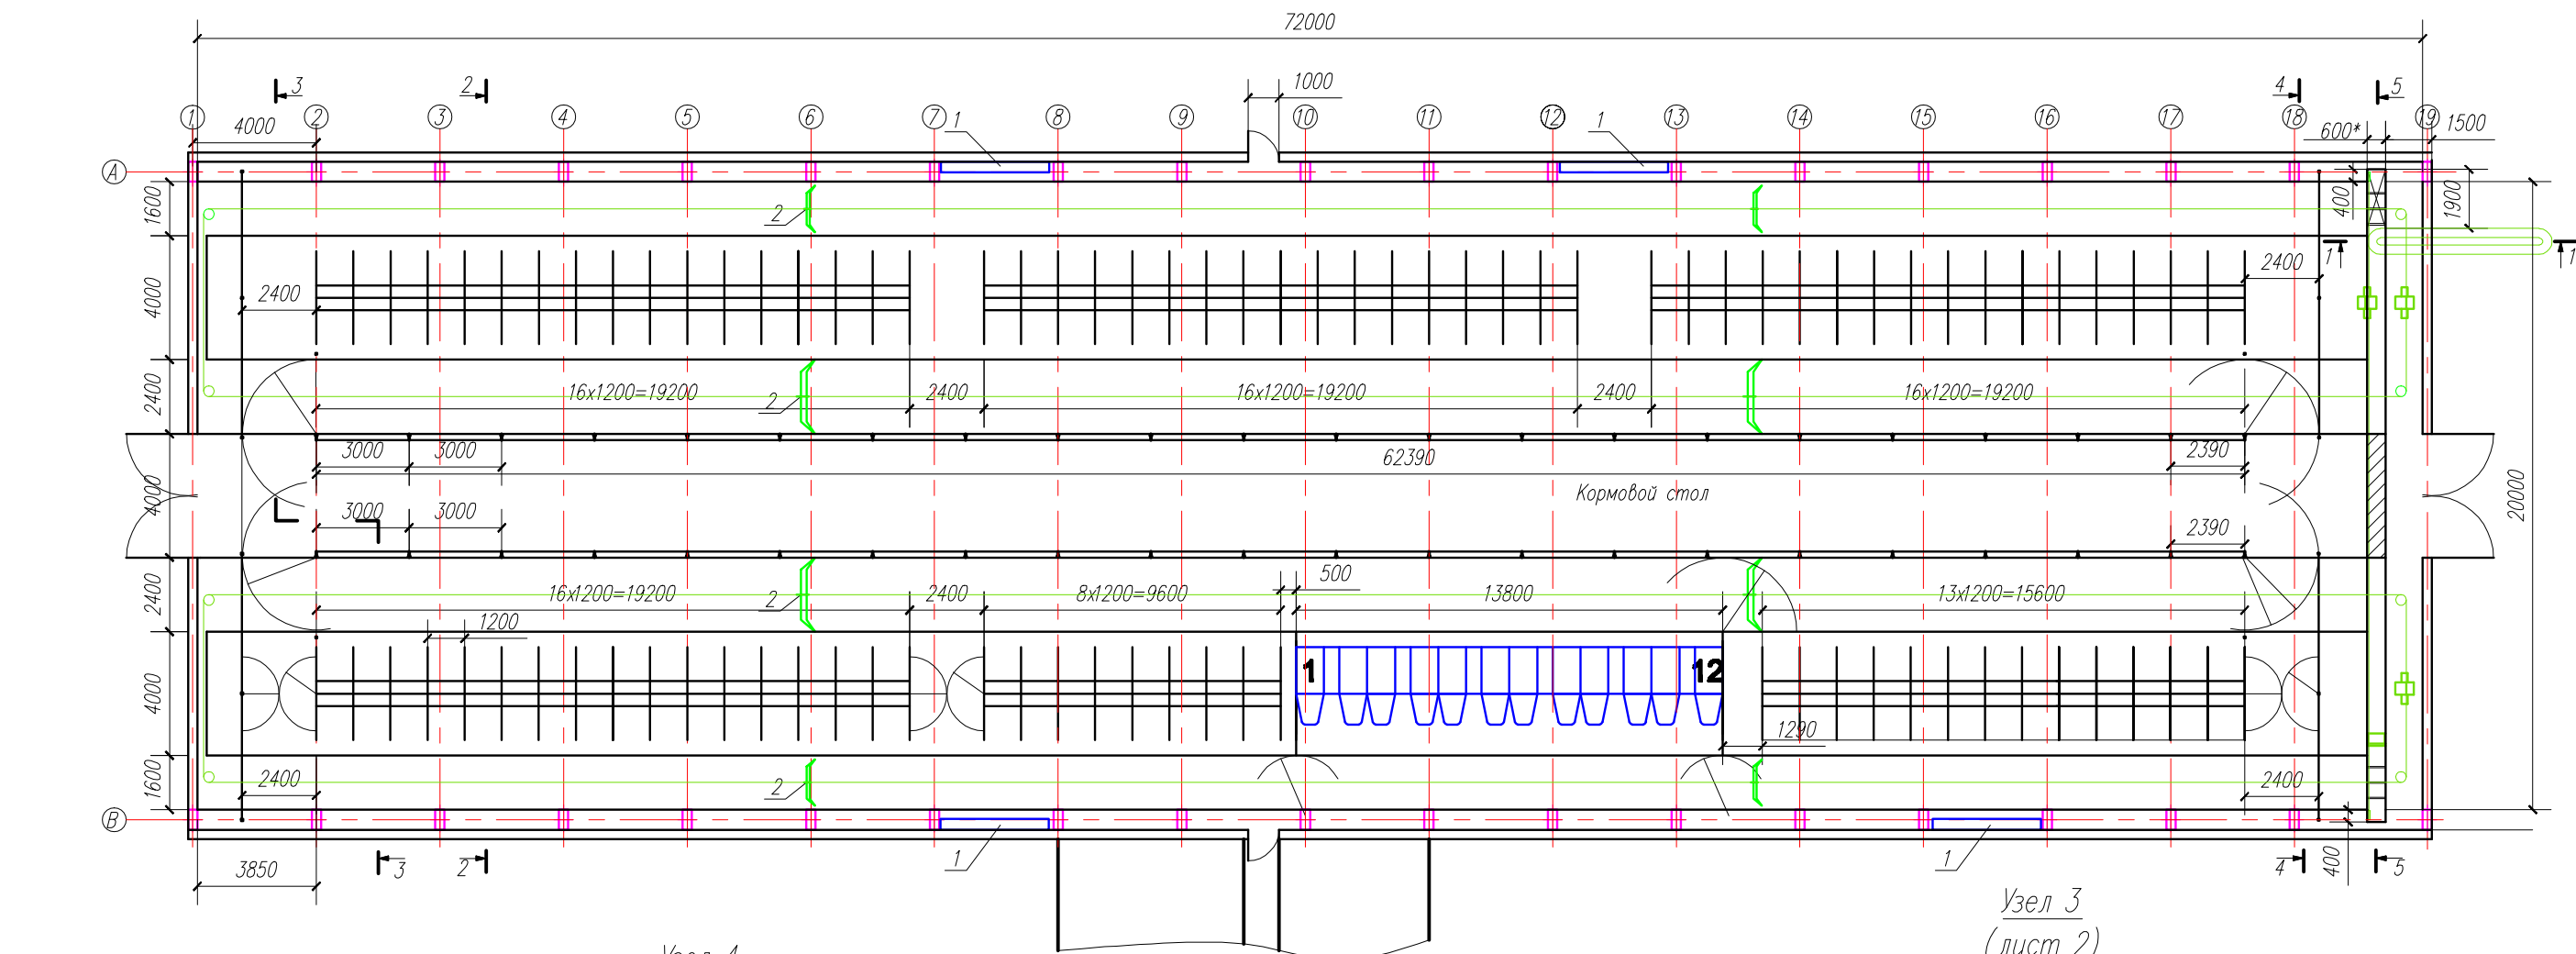 72000
3 2 1000 4 5
1 2 3 4 5 6 7 8 9 10 11 12 13 14 15 16 17 18 19
4000 1 1 600* 1500
A
1600 2 400 1900
1 1
4000 2400 2400
2400 16x1200=19200 2 2400 16x1200=19200 2400 16x1200=19200
3000 3000 62390 2390
4000 Кормовой стол 20000
3000 3000 2390
2400 16x1200=19200 2 2400 8x1200=9600 500 13800 13x1200=15600
1200
4000 1 12
1290
1600 2400 2 2400
B
3850 3 2 1 1 4 400 5
Узел 3
(лист 2)
Узел 4